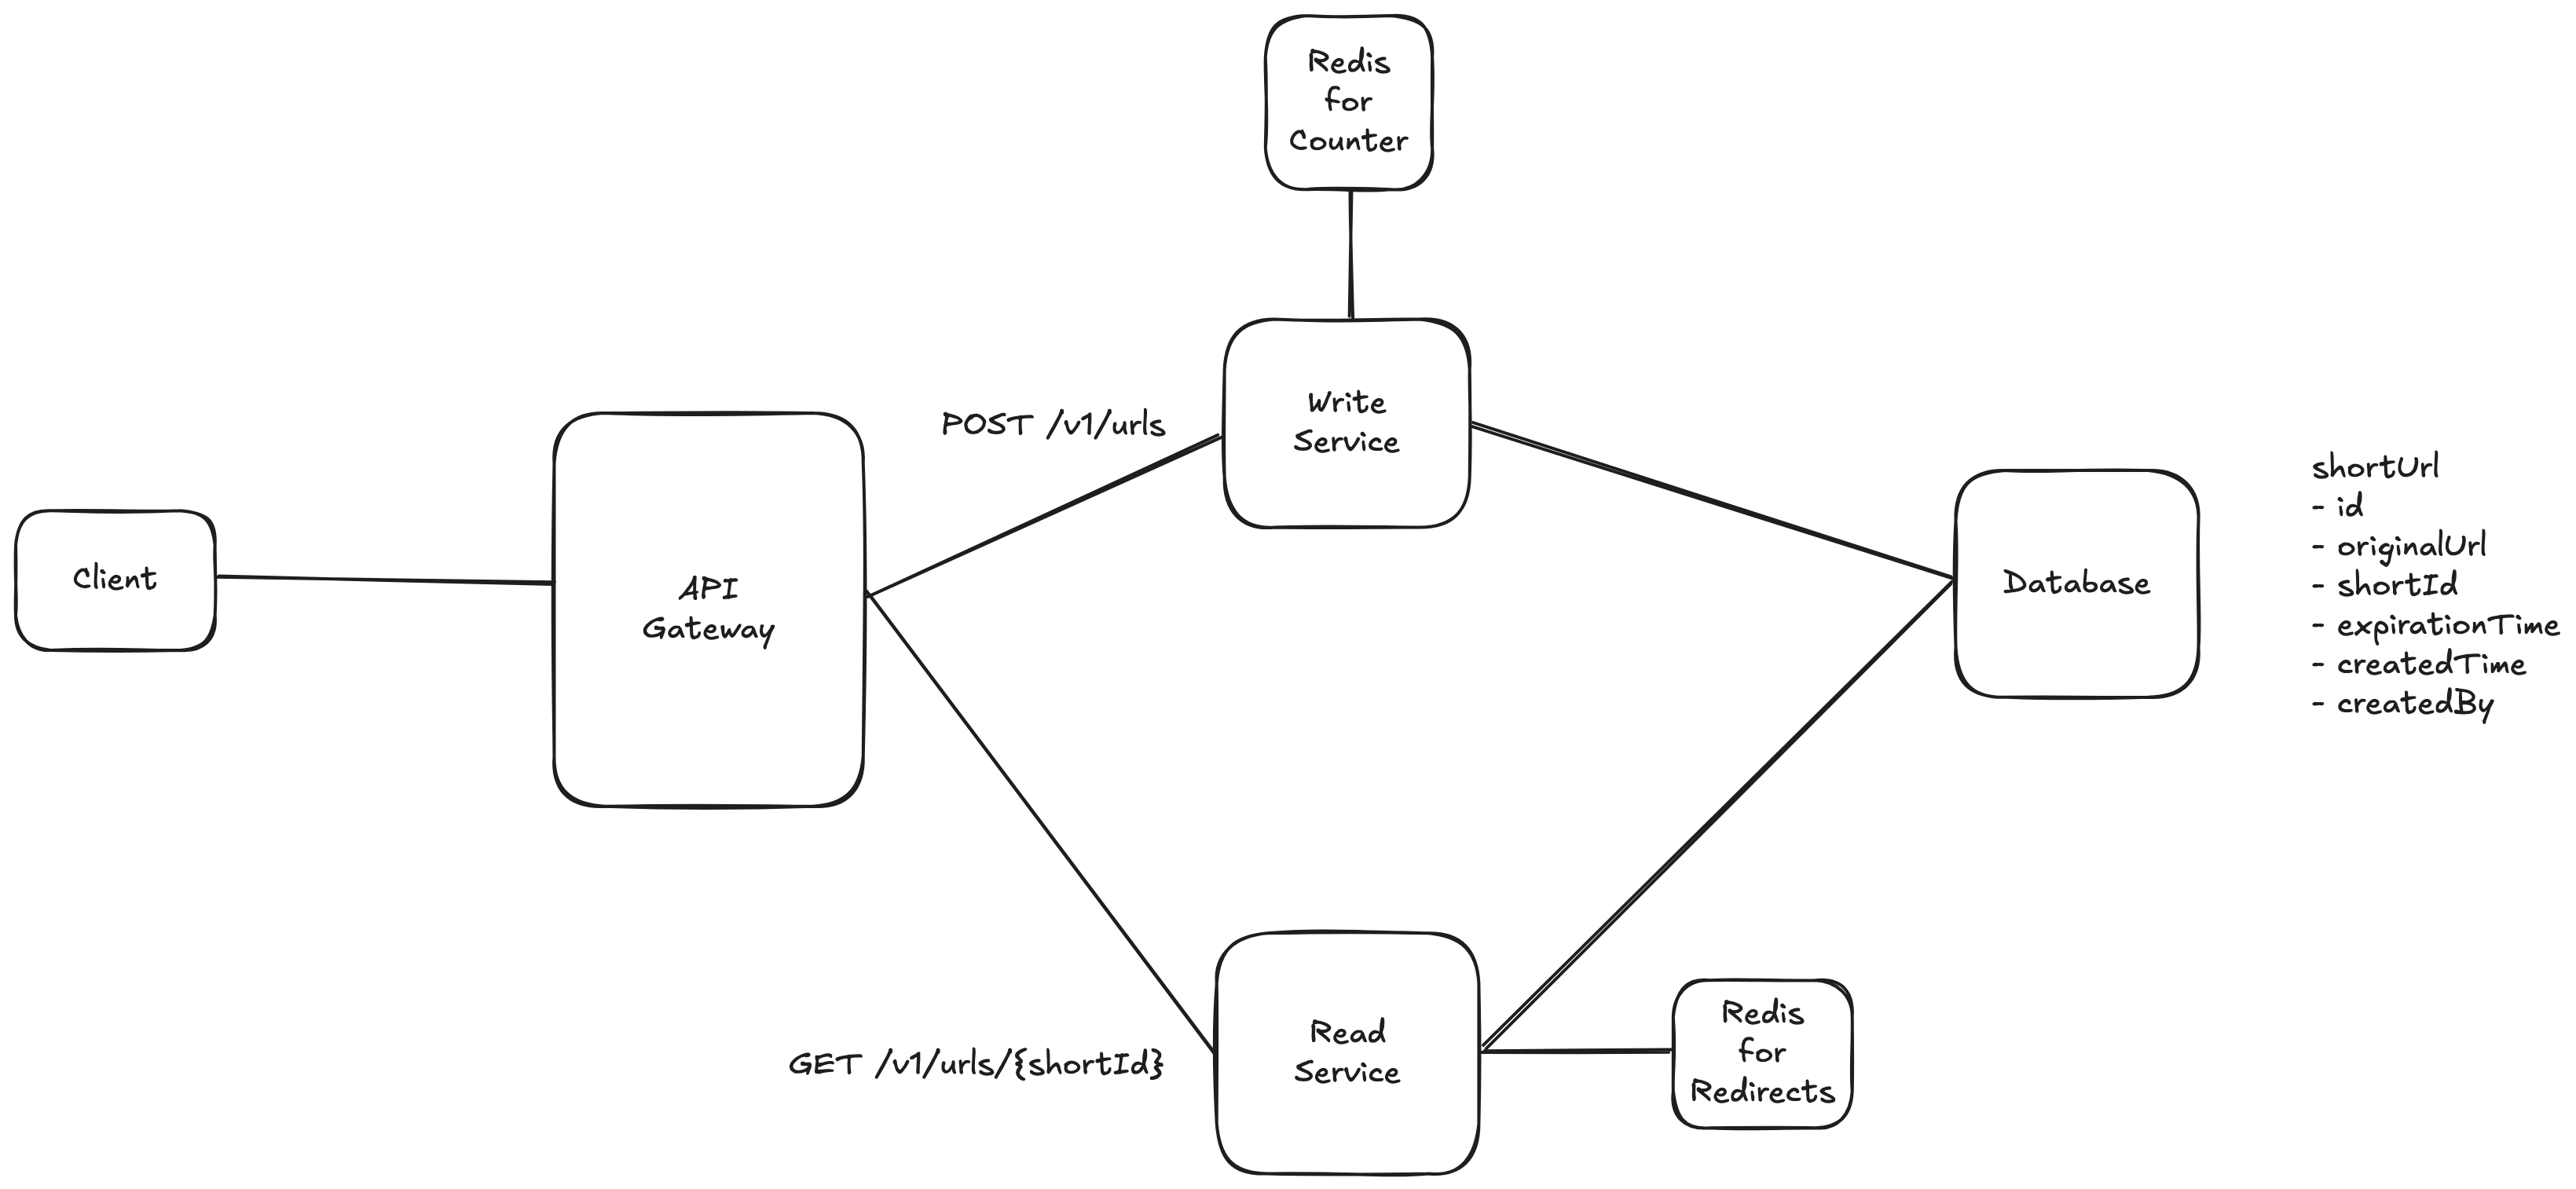 Redis
for
Counter
Write
Service
POST /v1/urls
Client
API
Gateway
Database
shortUrl
- id
- originalUrl
- shortId
- expirationTime
- createdTime
- createdBy
GET /v1/urls/{shortId}
Read
Service
Redis
for
Redirects